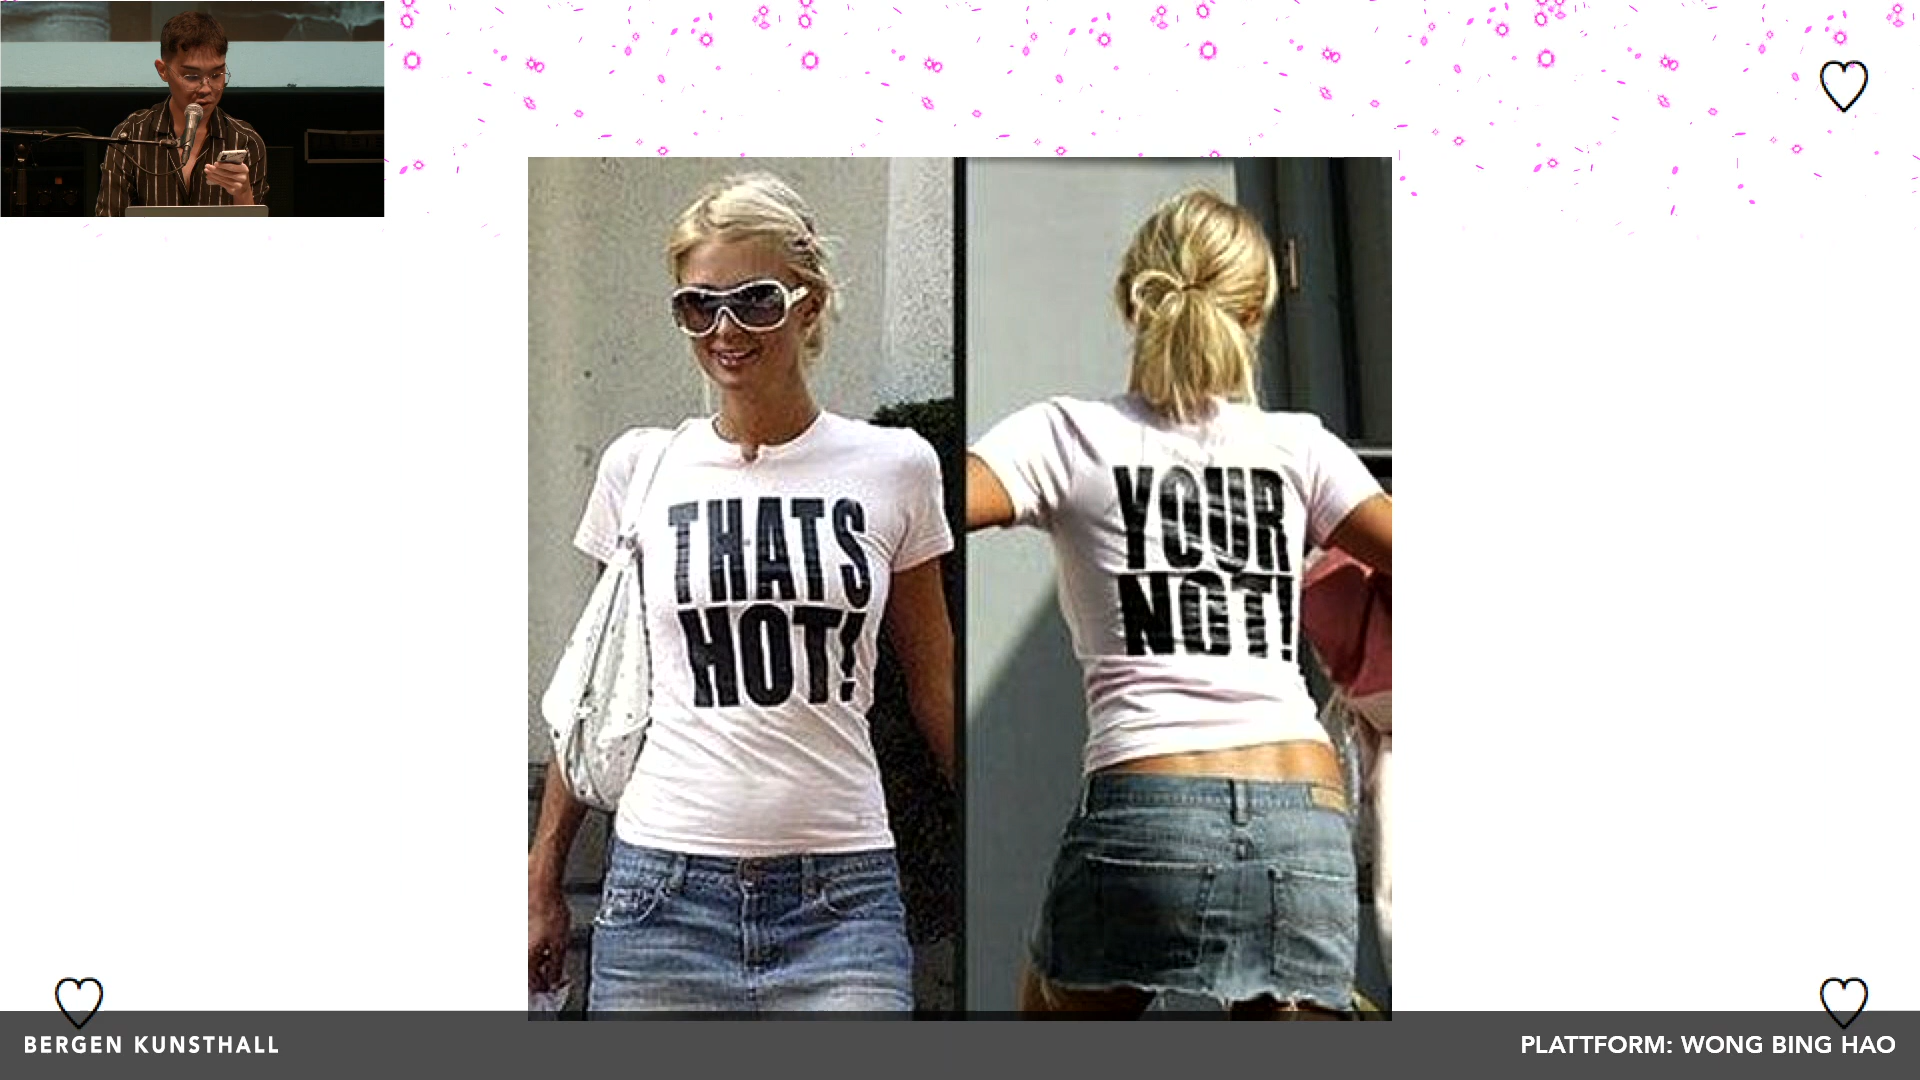 THATS
HOT!
YOUR
NOT!
BERGEN KUNSTHALL
PLATTFORM: WONG BING HAO